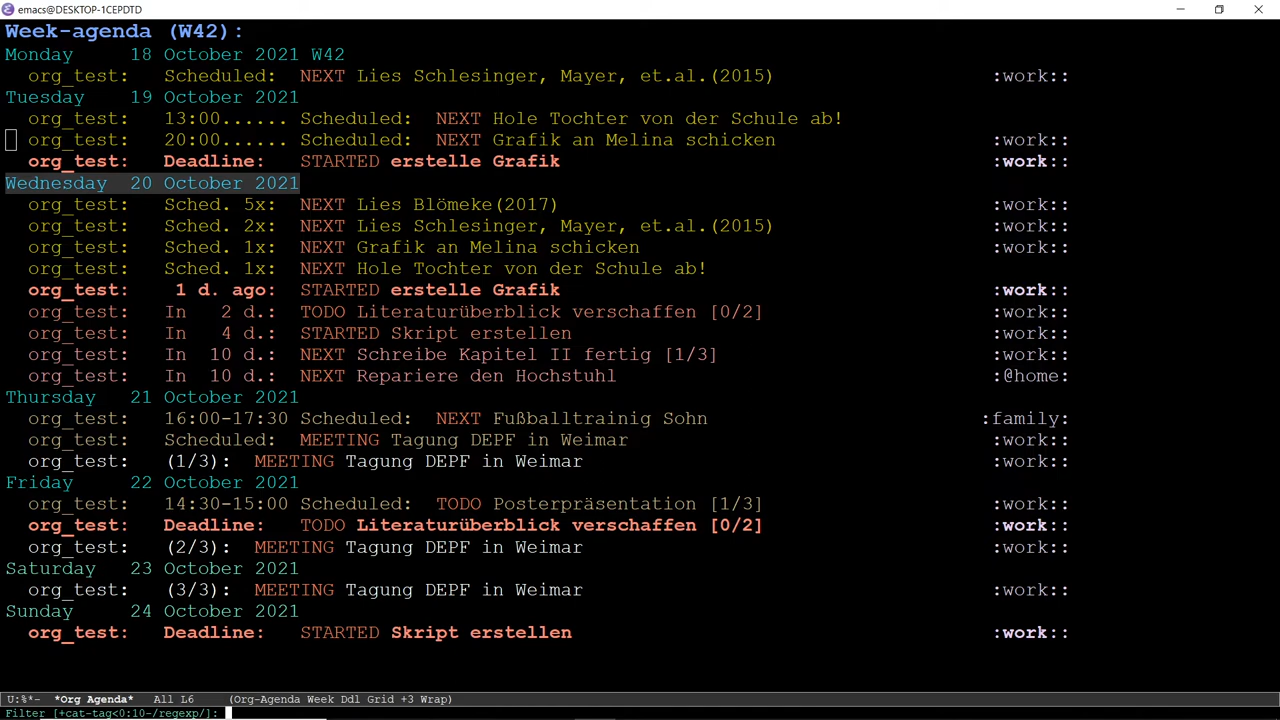 emacs@DESKTOP-1CEPDTD
Week-agenda (W42):
Monday 18 October 2021 W42
org_test: Scheduled: NEXT Lies Schlesinger, Mayer, et.al.(2015) :work::
Tuesday 19 October 2021
org_test: 13:00...... Scheduled: NEXT Hole Tochter von der Schule ab!
org_test: 20:00...... Scheduled: NEXT Grafik an Melina schicken :work::
org_test: Deadline: STARTED erstelle Grafik :work::
Wednesday 20 October 2021
org_test: Sched. 5x: NEXT Lies Blömeke(2017) :work::
org_test: Sched. 2x: NEXT Lies Schlesinger, Mayer, et.al.(2015) :work::
org_test: Sched. 1x: NEXT Grafik an Melina schicken :work::
org_test: Sched. 1x: NEXT Hole Tochter von der Schule ab!
org_test: 1 d. ago: STARTED erstelle Grafik :work::
org_test: In 2 d.: TODO Literaturüberblick verschaffen [0/2] :work::
org_test: In 4 d.: STARTED Skript erstellen :work::
org_test: In 10 d.: NEXT Schreibe Kapitel II fertig [1/3] :work::
org_test: In 10 d.: NEXT Repariere den Hochstuhl :@home:
Thursday 21 October 2021
org_test: 16:00-17:30 Scheduled: NEXT Fußballtrainig Sohn :family:
org_test: Scheduled: MEETING Tagung DEPF in Weimar :work::
org_test: (1/3): MEETING Tagung DEPF in Weimar :work::
Friday 22 October 2021
org_test: 14:30-15:00 Scheduled: TODO Posterpräsentation [1/3] :work::
org_test: Deadline: TODO Literaturüberblick verschaffen [0/2] :work::
org_test: (2/3): MEETING Tagung DEPF in Weimar :work::
Saturday 23 October 2021
org_test: (3/3): MEETING Tagung DEPF in Weimar :work::
Sunday 24 October 2021
org_test: Deadline: STARTED Skript erstellen :work::
U:%*- *Org Agenda* All L6 (Org-Agenda Week Ddl Grid +3 Wrap)
Filter [+cat-tag<0:10-/regexp/]: